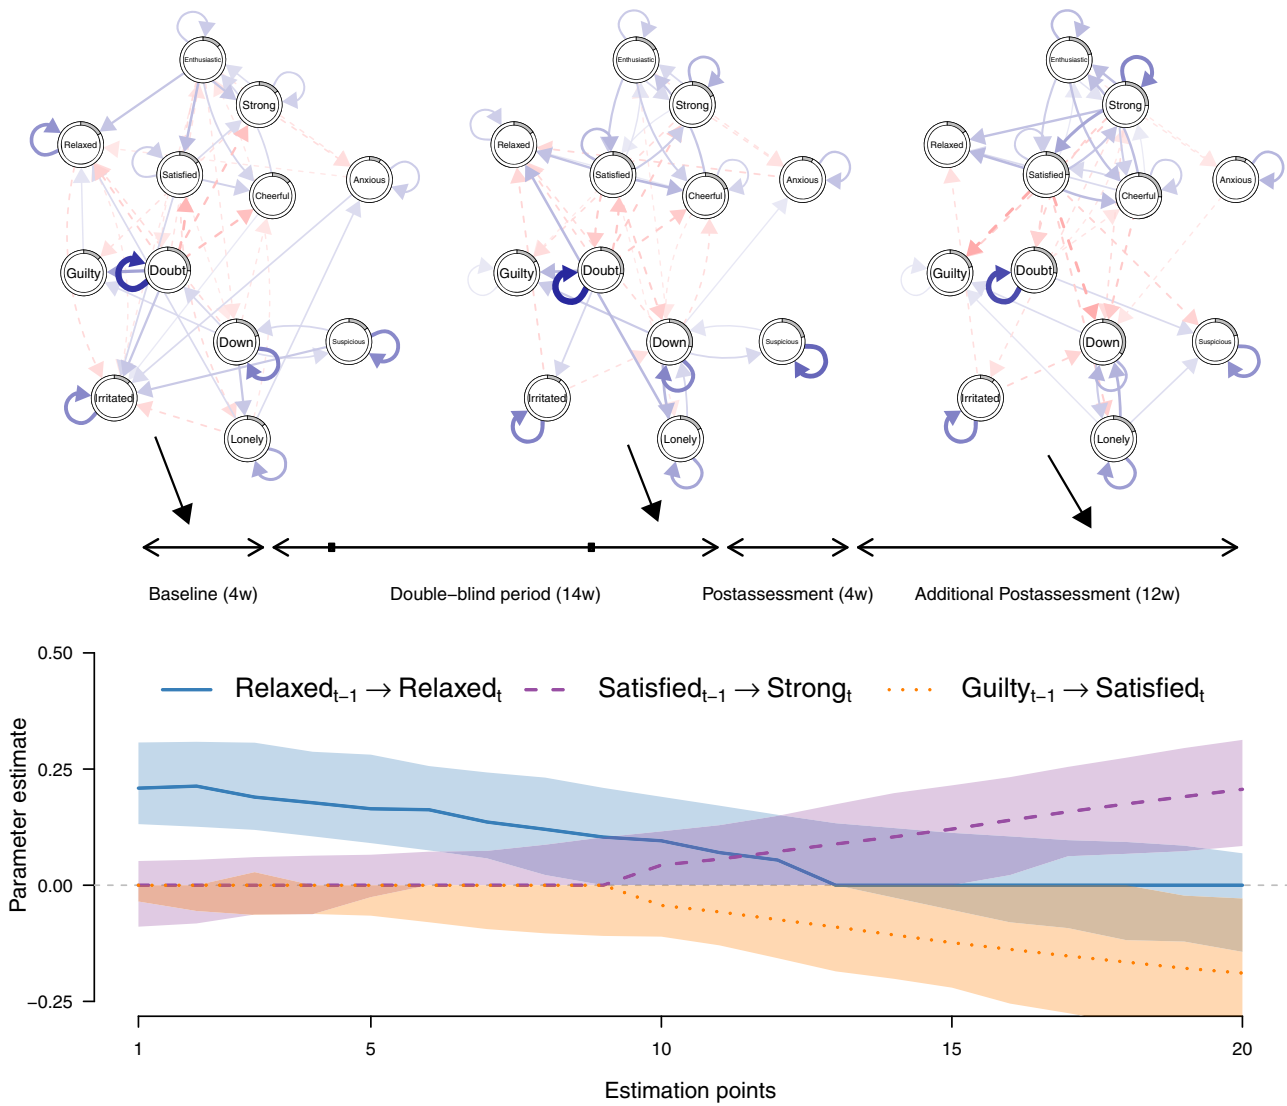 Enthusiastic
Strong
Relaxed
Satisfied
Cheerful
Anxious
Guilty
Doubt
Down
Suspicious
Irritated
Lonely
Enthusiastic
Strong
Relaxed
Satisfied
Cheerful
Anxious
Guilty
Doubt
Down
Suspicious
Irritated
Lonely
Enthusiastic
Strong
Relaxed
Satisfied
Cheerful
Anxious
Guilty
Doubt
Down
Suspicious
Irritated
Lonely
Baseline (4w) Double−blind period (14w) Postassessment (4w) Additional Postassessment (12w)
Parameter estimate
0.50
0.25
0.00
−0.25
Relaxedt−1 → Relaxedt Satisfiedt−1 → Strongt Guiltyt−1 → Satisfiedt
1 5 10 15 20
Estimation points